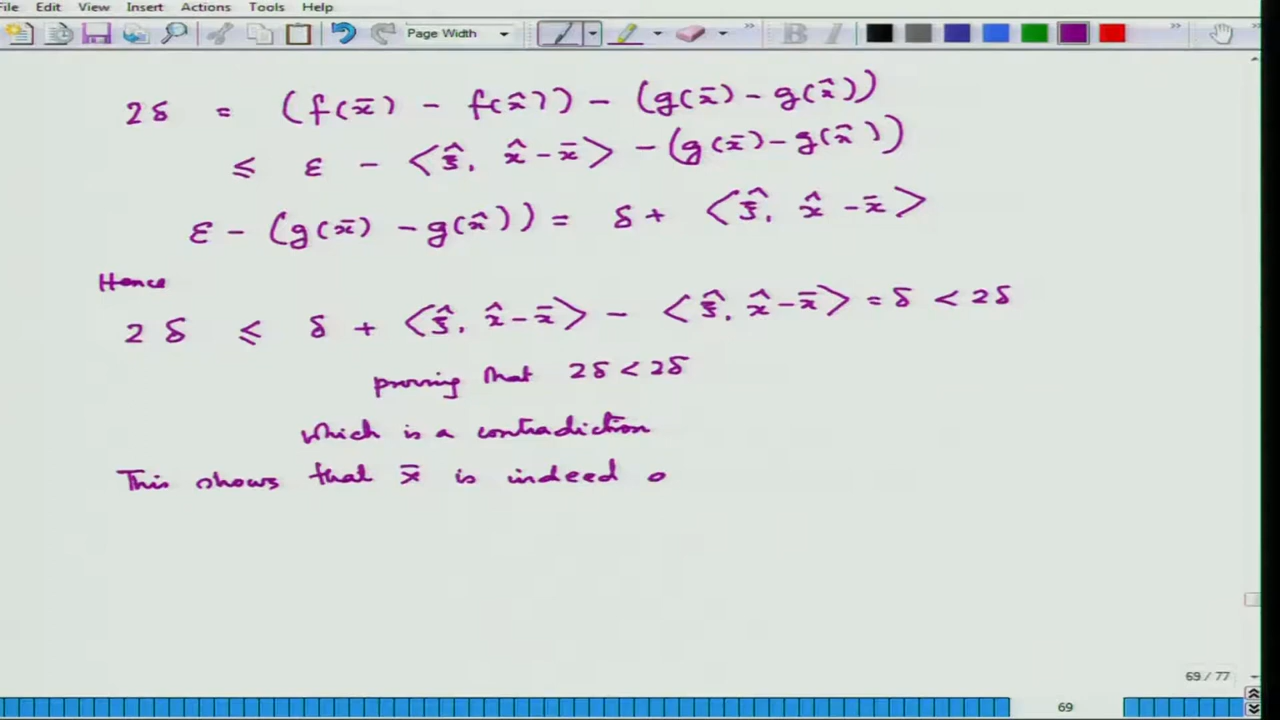 File Edit View Insert Actions Tools Help
Page Width
2δ = (f(x̄) - f(x̂)) - (g(x̄) - g(x̂))
≤ ε - <ξ̂, x̂ - x̄> - (g(x̄) - g(x̂))
ε - (g(x̄) - g(x̂)) = δ + <ξ̂, x̂ - x̄>
Hence
2δ ≤ δ + <ξ̂, x̂ - x̄> - <ξ̂, x̂ - x̄> = δ < 2δ
proving that 2δ < 2δ
which is a contradiction
This shows that x̄ is indeed o
69 / 77
69